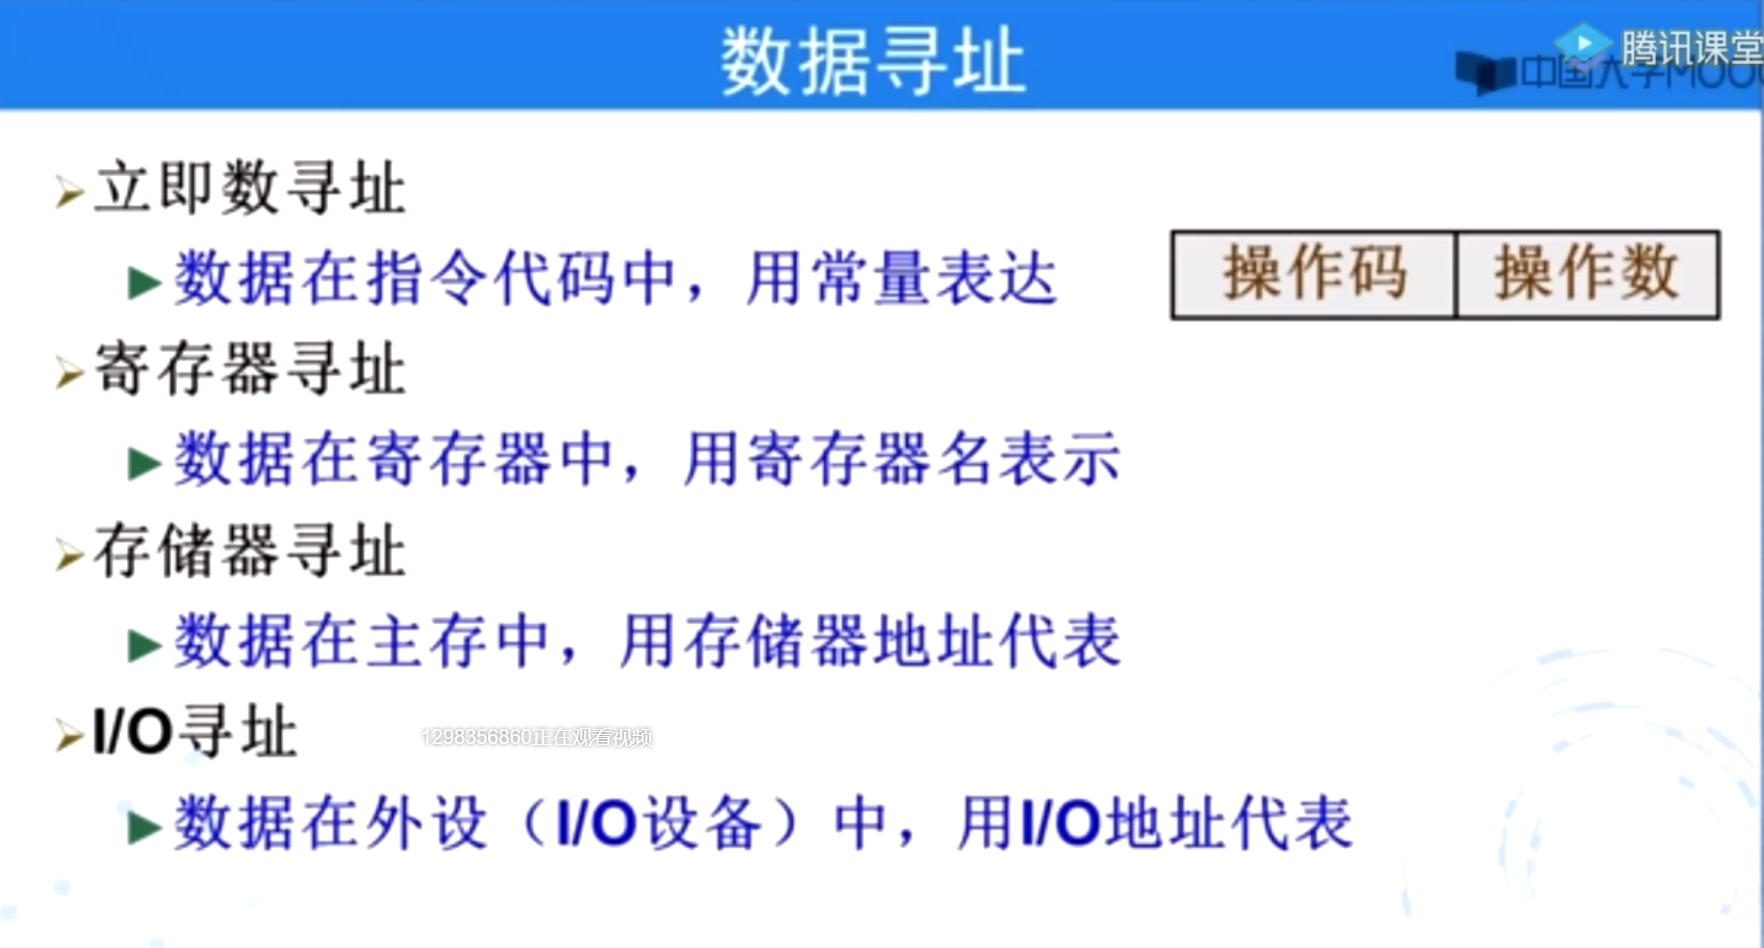 数据寻址
腾讯课堂
中国大学MOO
立即数寻址
数据在指令代码中，用常量表达
操作码 操作数
寄存器寻址
数据在寄存器中，用寄存器名表示
存储器寻址
数据在主存中，用存储器地址代表
I/O寻址
1298356860正在观看视频
数据在外设（I/O设备）中，用I/O地址代表